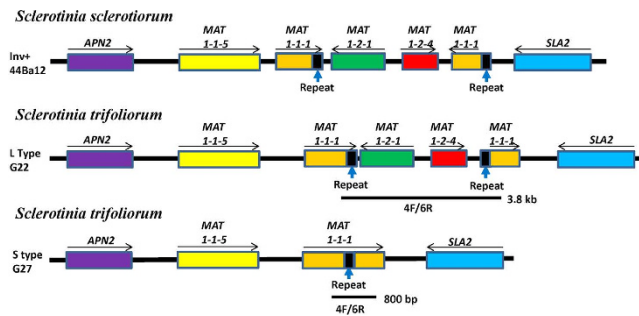 Sclerotinia sclerotiorum
Inv+
44Ba12
APN2
MAT
1-1-5
MAT
1-1-1
MAT
1-2-1
MAT
1-2-4
MAT
1-1-1
SLA2
Repeat
Repeat
Sclerotinia trifoliorum
L Type
G22
APN2
MAT
1-1-5
MAT
1-1-1
MAT
1-2-1
MAT
1-2-4
MAT
1-1-1
SLA2
Repeat
Repeat
4F/6R
3.8 kb
Sclerotinia trifoliorum
S type
G27
APN2
MAT
1-1-5
MAT
1-1-1
SLA2
Repeat
4F/6R
800 bp